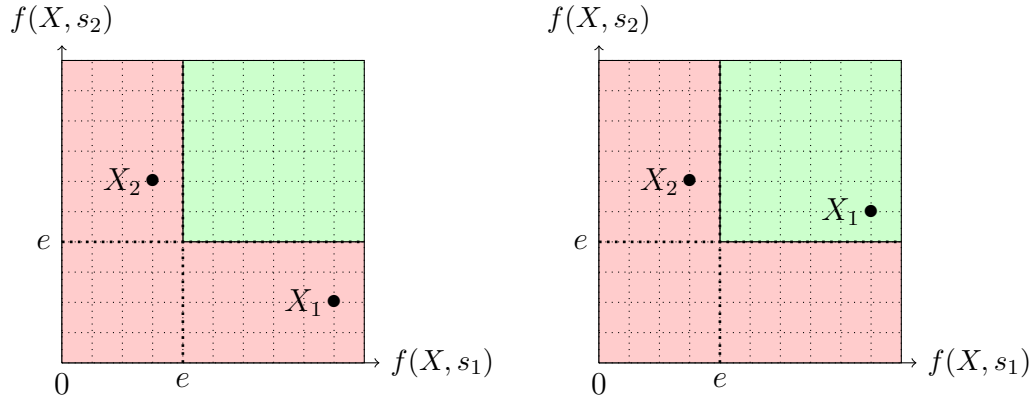 f(X, s₂)
X₂
e
X₁
0
e
f(X, s₁)
f(X, s₂)
X₂
X₁
e
0
e
f(X, s₁)